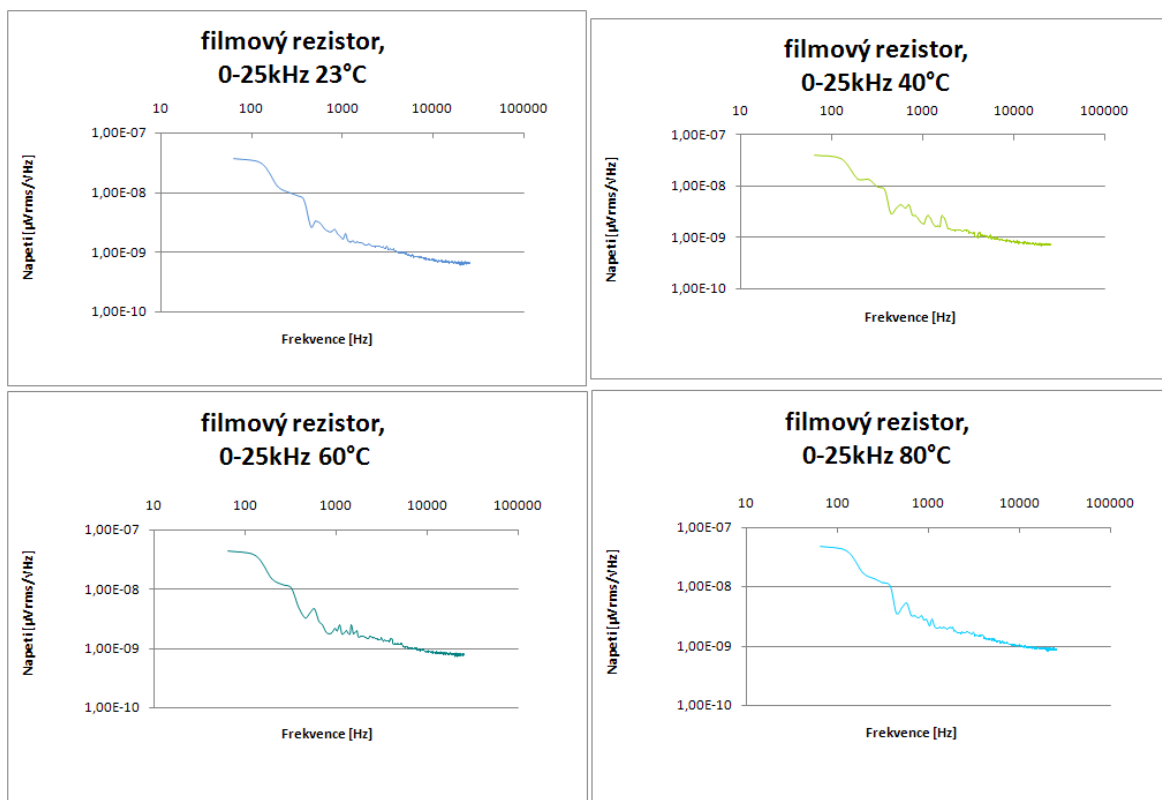 filmový rezistor,
0-25kHz 23°C
10 100 1000 10000 100000
1,00E-07
1,00E-08
1,00E-09
1,00E-10
Napeti [µVrms/√Hz]
Frekvence [Hz]
filmový rezistor,
0-25kHz 40°C
10 100 1000 10000 100000
1,00E-07
1,00E-08
1,00E-09
1,00E-10
Napeti [µVrms/√Hz]
Frekvence [Hz]
filmový rezistor,
0-25kHz 60°C
10 100 1000 10000 100000
1,00E-07
1,00E-08
1,00E-09
1,00E-10
Napeti [µVrms/√Hz]
Frekvence [Hz]
filmový rezistor,
0-25kHz 80°C
10 100 1000 10000 100000
1,00E-07
1,00E-08
1,00E-09
1,00E-10
Napeti [µVrms/√Hz]
Frekvence [Hz]